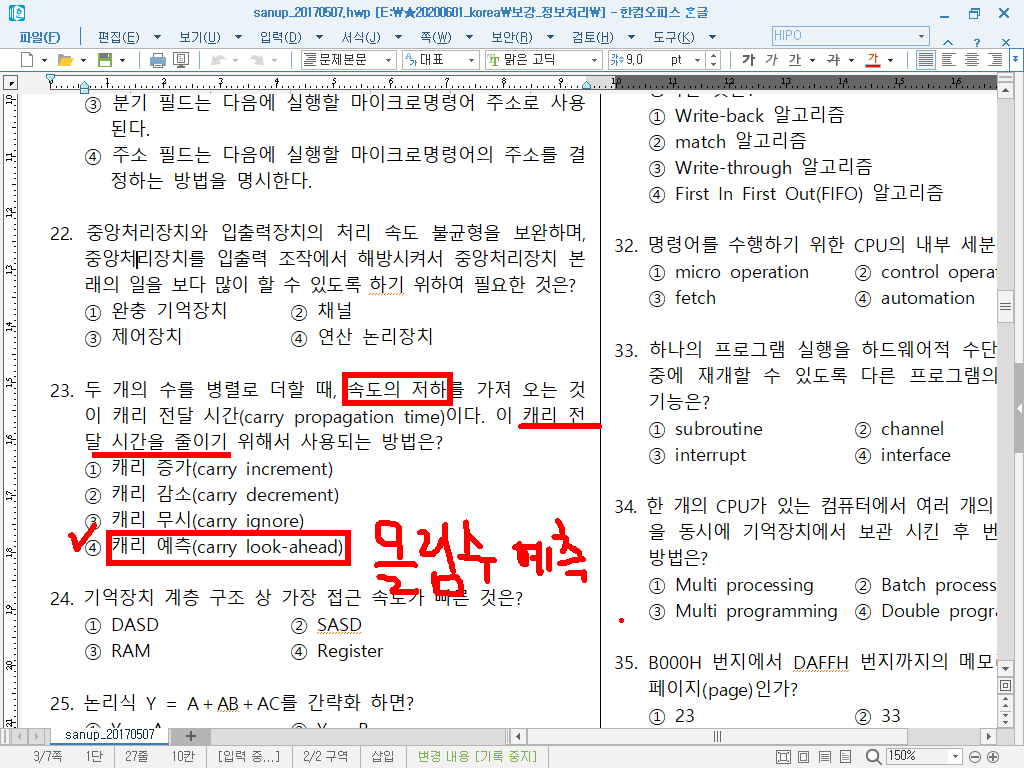 sanup_20170507.hwp [E:\★20200601_korea\보강_정보처리\] - 한컴오피스 한글
파일(F) 편집(E) 보기(U) 입력(D) 서식(J) 쪽(W) 보안(R) 검토(H) 도구(K) HIPO
문제본문 대표 맑은 고딕 9,0 pt 가 가 가 가 가
1 2 3 4 5 6 7 8 9 10 11 12 13 14 15 16
③ 분기 필드는 다음에 실행할 마이크로명령어 주소로 사용
된다.
④ 주소 필드는 다음에 실행할 마이크로명령어의 주소를 결
정하는 방법을 명시한다.
22. 중앙처리장치와 입출력장치의 처리 속도 불균형을 보완하며,
중앙처리장치를 입출력 조작에서 해방시켜서 중앙처리장치 본
래의 일을 보다 많이 할 수 있도록 하기 위하여 필요한 것은?
① 완충 기억장치 ② 채널
③ 제어장치 ④ 연산 논리장치
23. 두 개의 수를 병렬로 더할 때, 속도의 저하를 가져 오는 것
이 캐리 전달 시간(carry propagation time)이다. 이 캐리 전
달 시간을 줄이기 위해서 사용되는 방법은?
① 캐리 증가(carry increment)
② 캐리 감소(carry decrement)
③ 캐리 무시(carry ignore)
④ 캐리 예측(carry look-ahead)
올림수 예측
24. 기억장치 계층 구조 상 가장 접근 속도가 빠른 것은?
① DASD ② SASD
③ RAM ④ Register
25. 논리식 Y = A+AB+AC를 간략화 하면?
① Write-back 알고리즘
② match 알고리즘
③ Write-through 알고리즘
④ First In First Out(FIFO) 알고리즘
32. 명령어를 수행하기 위한 CPU의 내부 세분
① micro operation ② control opera
③ fetch ④ automation
33. 하나의 프로그램 실행을 하드웨어적 수단
중에 재개할 수 있도록 다른 프로그램의
기능은?
① subroutine ② channel
③ interrupt ④ interface
34. 한 개의 CPU가 있는 컴퓨터에서 여러 개의
을 동시에 기억장치에서 보관 시킨 후 번
방법은?
① Multi processing ② Batch process
③ Multi programming ④ Double progra
35. B000H 번지에서 DAFFH 번지까지의 메모리
페이지(page)인가?
① 23 ② 33
sanup_20170507
3/7쪽 1단 27줄 10칸 [입력 중...] 2/2 구역 삽입 변경 내용 [기록 중지] 150%